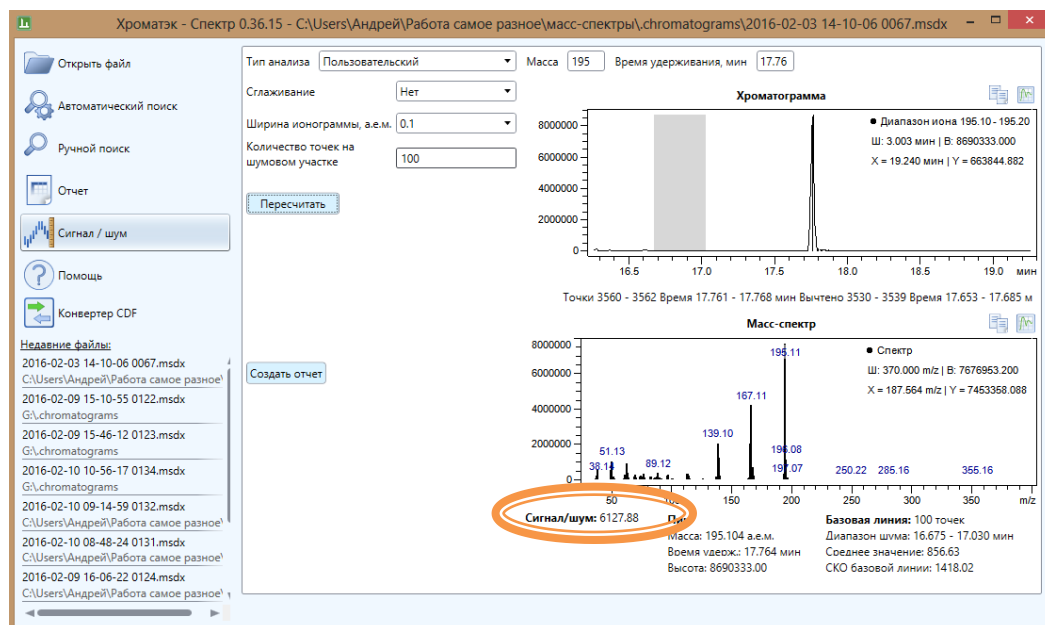 Хроматэк - Спектр 0.36.15 - C:\Users\Андрей\Работа самое разное\масс-спектры\.chromatograms\2016-02-03 14-10-06 0067.msdx
Открыть файл
Автоматический поиск
Ручной поиск
Отчет
Сигнал / шум
Помощь
Конвертер CDF
Недавние файлы:
2016-02-03 14-10-06 0067.msdx
C:\Users\Андрей\Работа самое разное\
2016-02-09 15-10-55 0122.msdx
G:\.chromatograms
2016-02-09 15-46-12 0123.msdx
G:\.chromatograms
2016-02-10 10-56-17 0134.msdx
G:\.chromatograms
2016-02-10 09-14-59 0132.msdx
C:\Users\Андрей\Работа самое разное\
2016-02-10 08-48-24 0131.msdx
C:\Users\Андрей\Работа самое разное\
2016-02-09 16-06-22 0124.msdx
C:\Users\Андрей\Работа самое разное\
Тип анализа Пользовательский Масса 195 Время удерживания, мин 17.76
Сглаживание Нет
Ширина ионограммы, а.е.м. 0.1
Количество точек на
шумовом участке 100
Пересчитать
Создать отчет
Хроматограмма
● Диапазон иона 195.10 - 195.20
Ш: 3.003 мин | В: 8690333.000
X = 19.240 мин | Y = 663844.882
8000000
6000000
4000000
2000000
0
16.5 17.0 17.5 18.0 18.5 19.0 мин
Точки 3560 - 3562 Время 17.761 - 17.768 мин Вычтено 3530 - 3539 Время 17.653 - 17.685 м
Масс-спектр
● Спектр
Ш: 370.000 m/z | В: 7676953.200
X = 187.564 m/z | Y = 7453358.088
8000000
6000000
4000000
2000000
0
195.11
167.11
139.10
51.13
38.14
89.12
196.08
197.07
250.22 285.16 355.16
50 100 150 200 250 300 350 m/z
Сигнал/шум: 6127.88
Масса: 195.104 а.е.м.
Время удерж.: 17.764 мин
Высота: 8690333.00
Базовая линия: 100 точек
Диапазон шума: 16.675 - 17.030 мин
Среднее значение: 856.63
СКО базовой линии: 1418.02